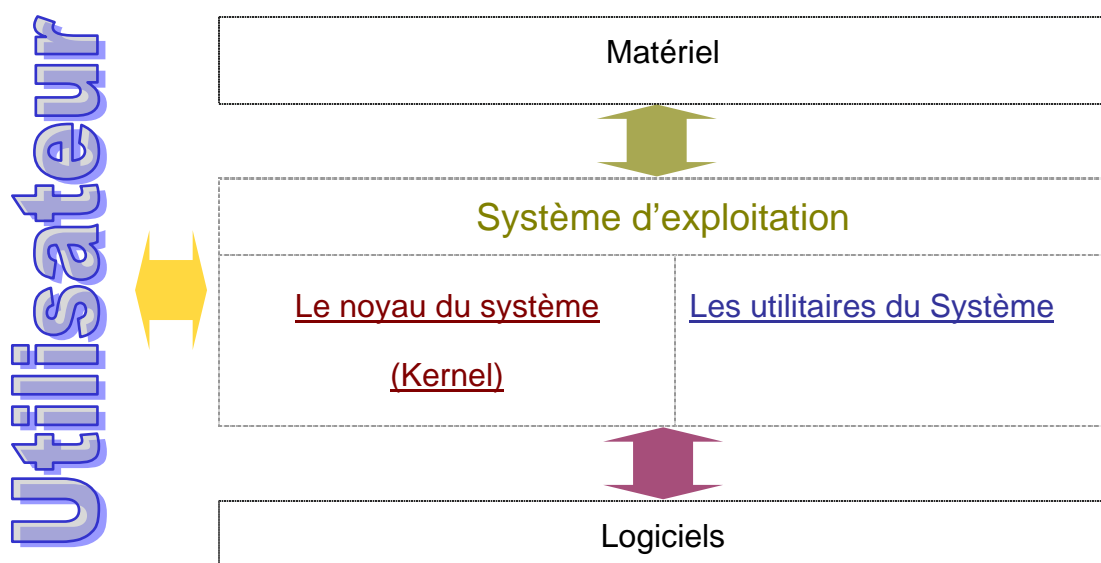 Utilisateur
Matériel
Système d’exploitation
Le noyau du système
(Kernel)
Les utilitaires du Système
Logiciels